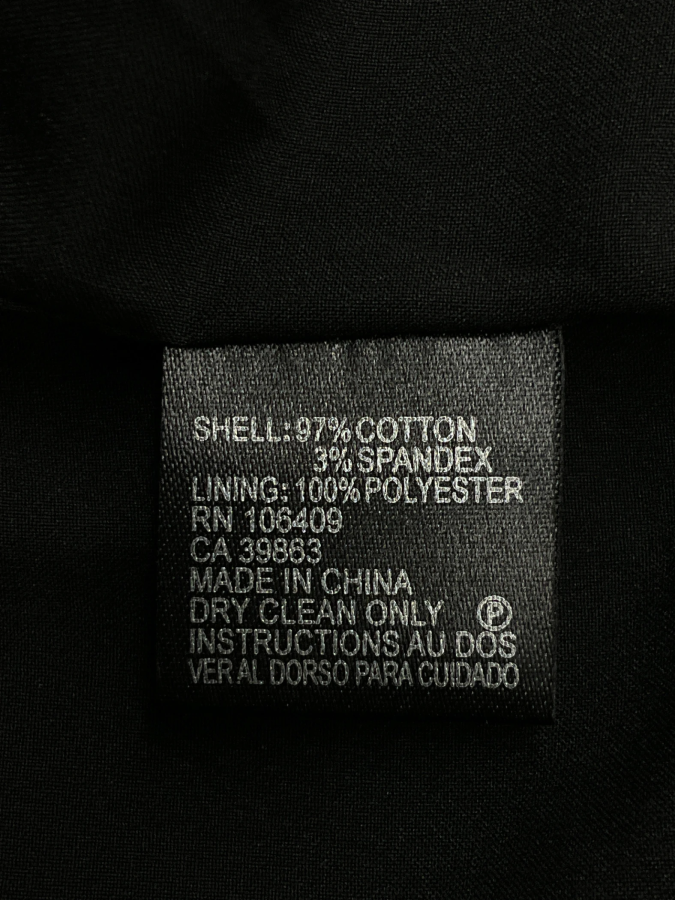 SHELL: 97% COTTON
3% SPANDEX
LINING: 100% POLYESTER
RN 106409
CA 39863
MADE IN CHINA
DRY CLEAN ONLY Ⓟ
INSTRUCTIONS AU DOS
VER AL DORSO PARA CUIDADO